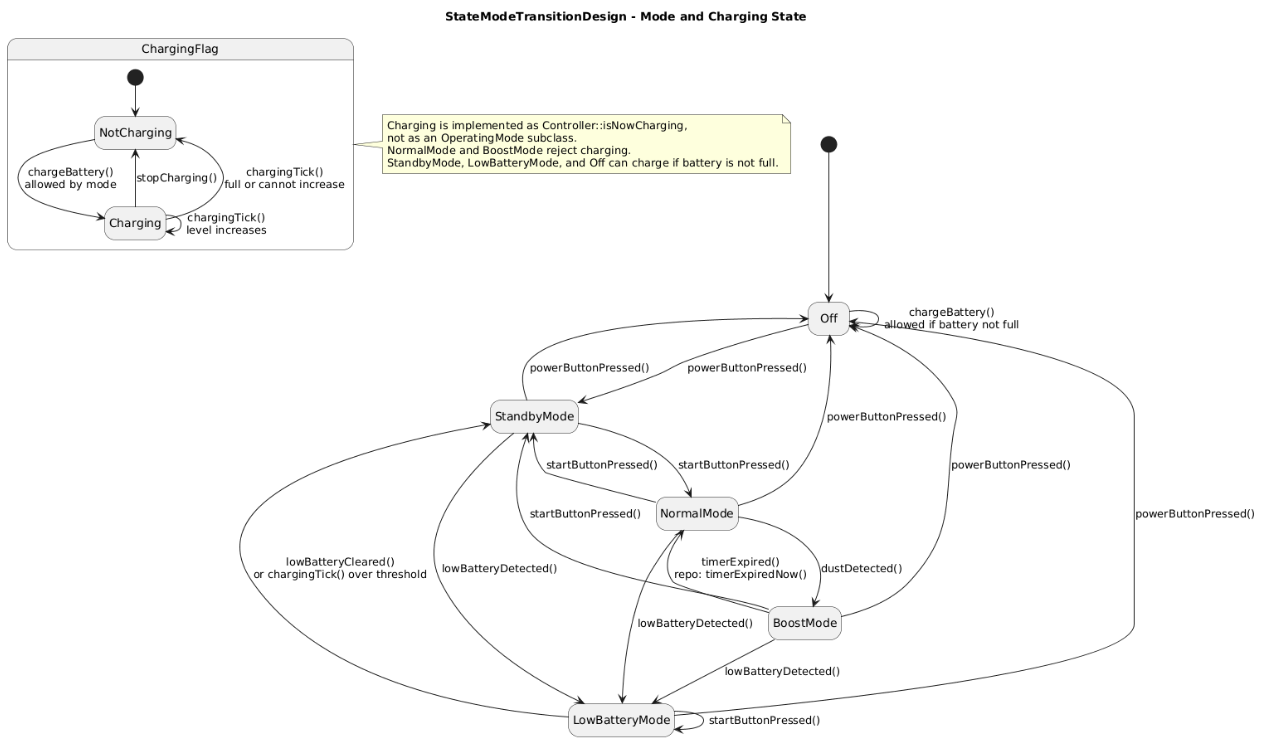 StateModeTransitionDesign - Mode and Charging State
ChargingFlag
NotCharging
chargeBattery()
allowed by mode
stopCharging()
chargingTick()
full or cannot increase
Charging
chargingTick()
level increases
Charging is implemented as Controller::isNowCharging,
not as an OperatingMode subclass.
NormalMode and BoostMode reject charging.
StandbyMode, LowBatteryMode, and Off can charge if battery is not full.
Off
chargeBattery()
allowed if battery not full
powerButtonPressed()
powerButtonPressed()
StandbyMode
powerButtonPressed()
startButtonPressed()
startButtonPressed()
powerButtonPressed()
NormalMode
startButtonPressed()
powerButtonPressed()
lowBatteryCleared()
or chargingTick() over threshold
lowBatteryDetected()
timerExpired()
repo: timerExpiredNow()
dustDetected()
lowBatteryDetected()
BoostMode
lowBatteryDetected()
LowBatteryMode
startButtonPressed()